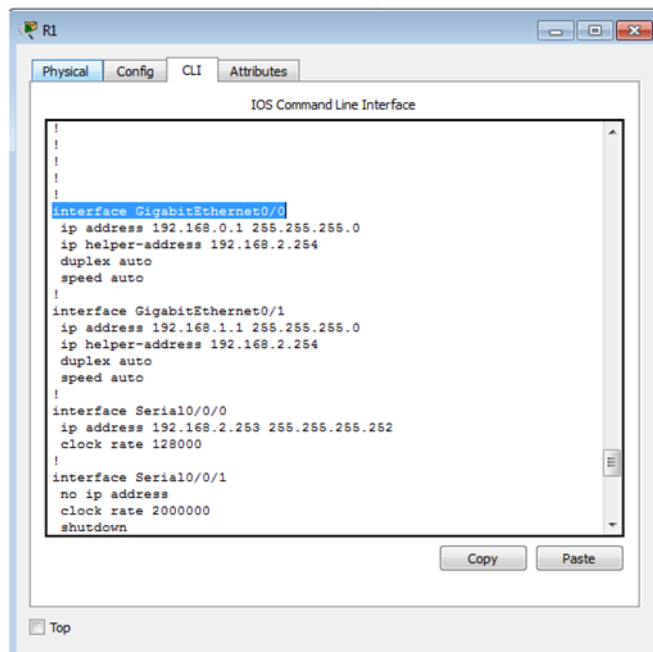 R1
Physical Config CLI Attributes
IOS Command Line Interface
!
!
!
!
!
interface GigabitEthernet0/0
ip address 192.168.0.1 255.255.255.0
ip helper-address 192.168.2.254
duplex auto
speed auto
!
interface GigabitEthernet0/1
ip address 192.168.1.1 255.255.255.0
ip helper-address 192.168.2.254
duplex auto
speed auto
!
interface Serial0/0/0
ip address 192.168.2.253 255.255.255.252
clock rate 128000
!
interface Serial0/0/1
no ip address
clock rate 2000000
shutdown
Copy Paste
Top